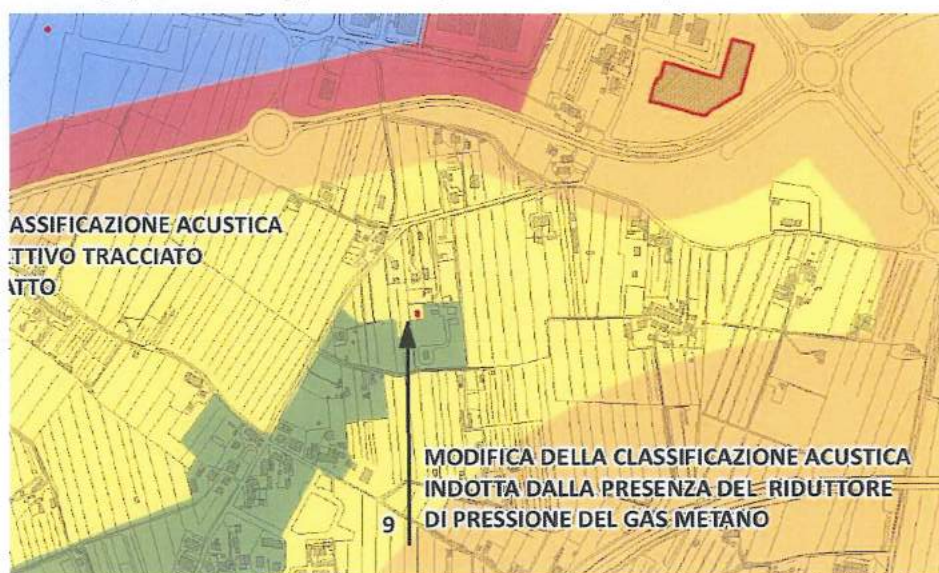 ASSIFICAZIONE ACUSTICA
TTIVO TRACCIATO
ATTO
MODIFICA DELLA CLASSIFICAZIONE ACUSTICA
INDOTTA DALLA PRESENZA DEL RIDUTTORE
9 DI PRESSIONE DEL GAS METANO